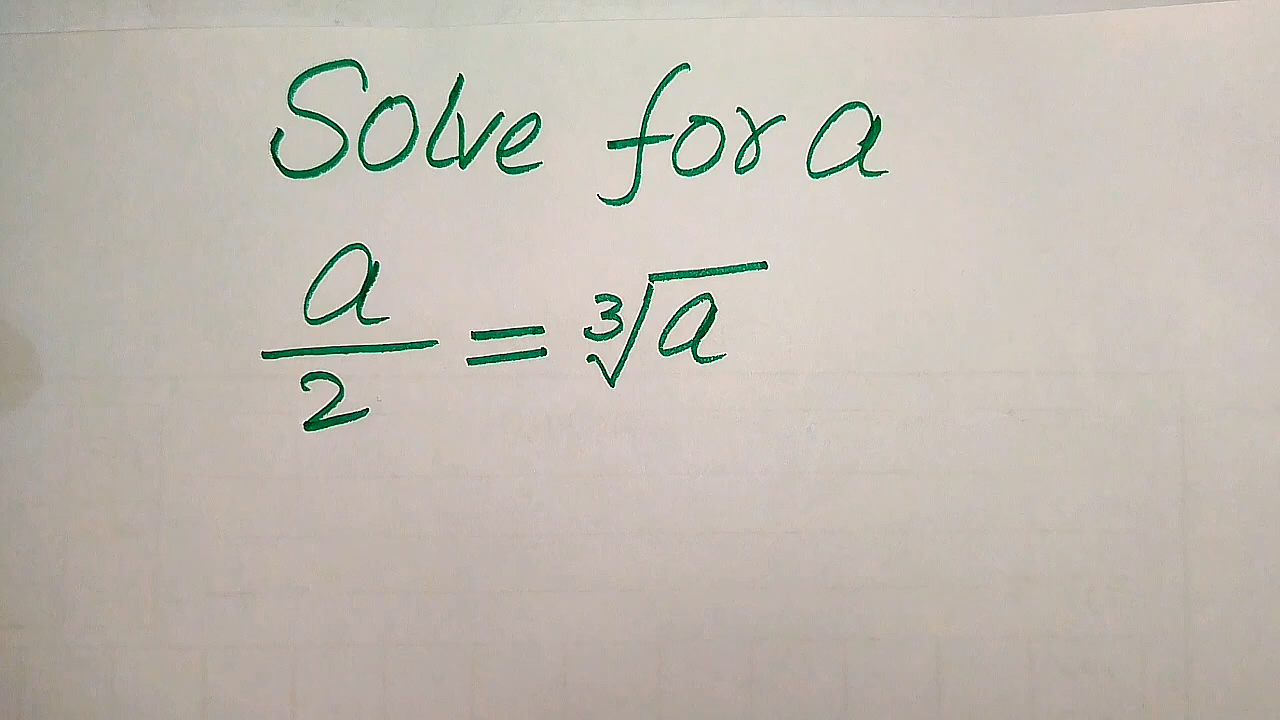 Solve for a
a/2 = ∛a